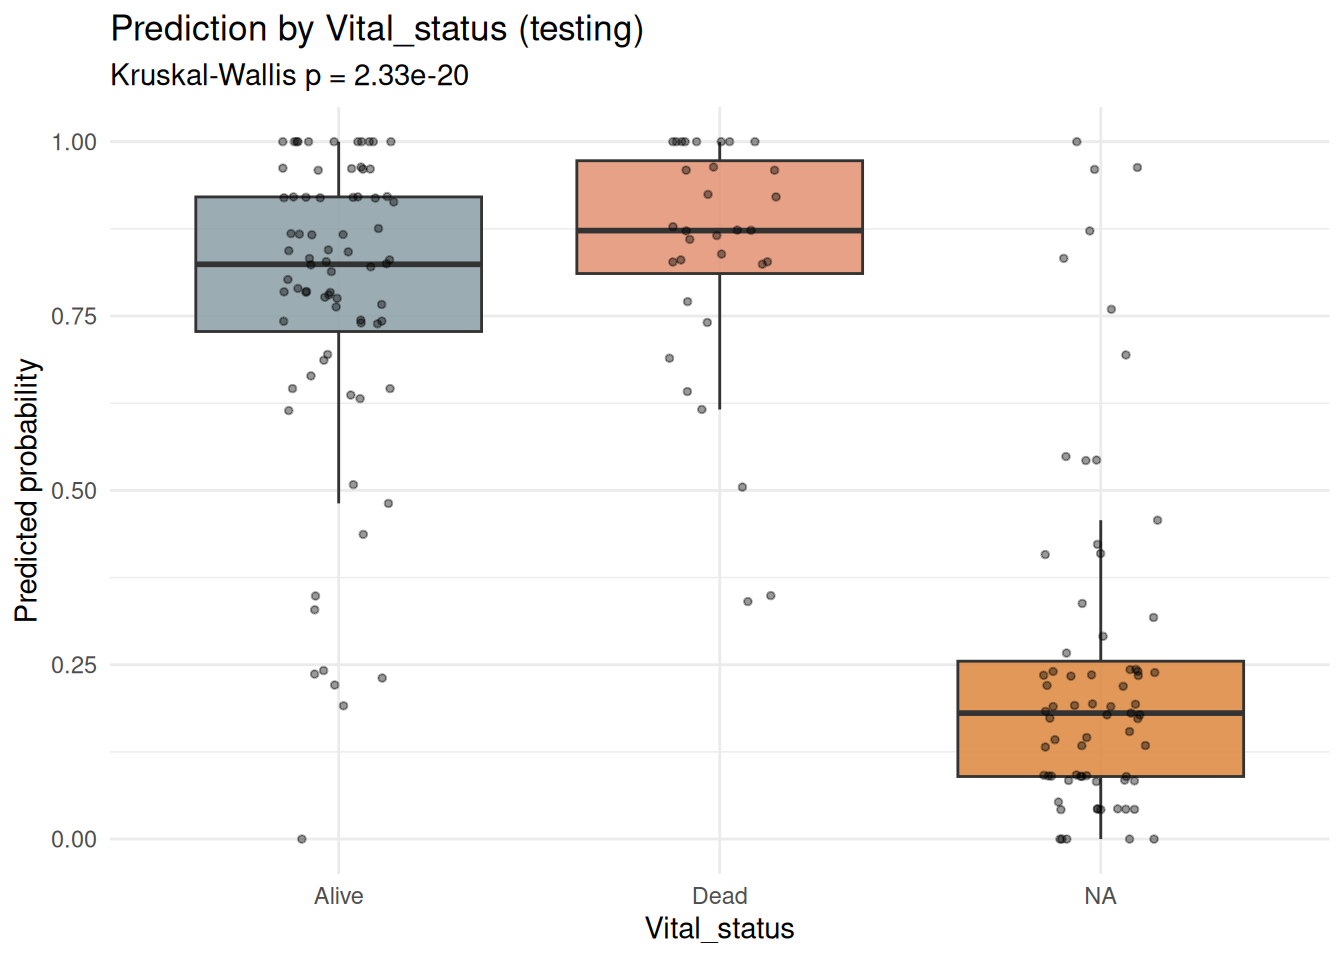 Prediction by Vital_status (testing)
Kruskal-Wallis p = 2.33e-20
1.00
0.75
0.50
0.25
0.00
Predicted probability
Alive
Dead
NA
Vital_status